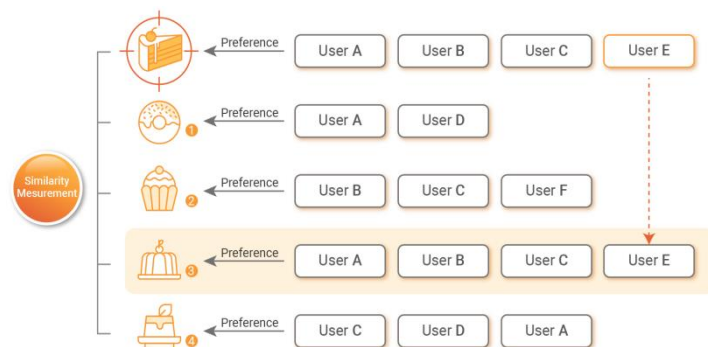 Preference
User A
User B
User C
User E
1
Preference
User A
User D
Similarity
Mesurement
2
Preference
User B
User C
User F
3
Preference
User A
User B
User C
User E
4
Preference
User C
User D
User A